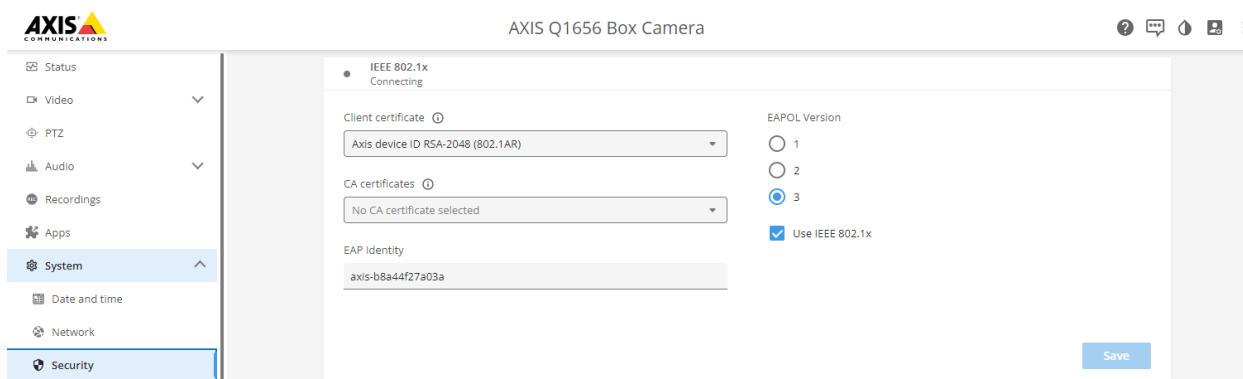 AXIS
COMMUNICATIONS
AXIS Q1656 Box Camera
Status
Video
PTZ
Audio
Recordings
Apps
System
Date and time
Network
Security
IEEE 802.1x
Connecting
Client certificate
Axis device ID RSA-2048 (802.1AR)
CA certificates
No CA certificate selected
EAP Identity
axis-b8a44f27a03a
EAPOL Version
1
2
3
Use IEEE 802.1x
Save